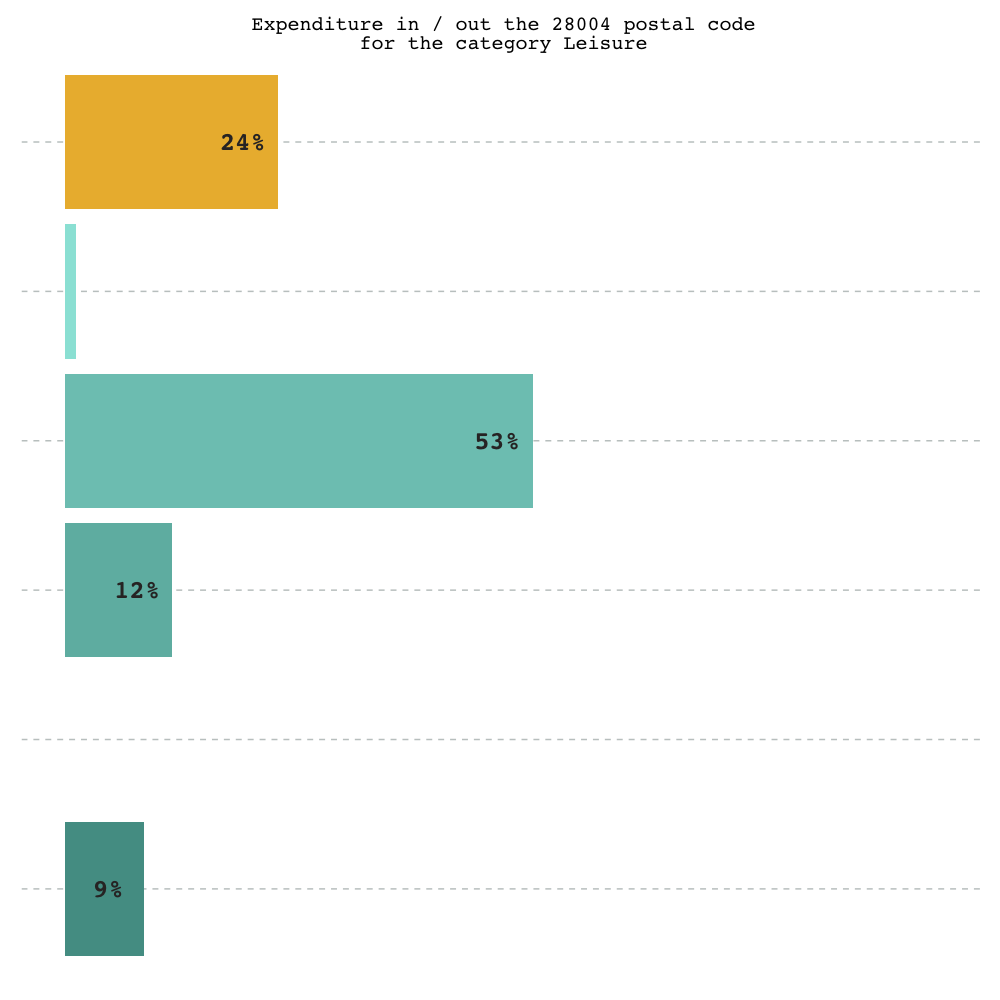 Expenditure in / out the 28004 postal code
for the category Leisure
24%
53%
12%
9%